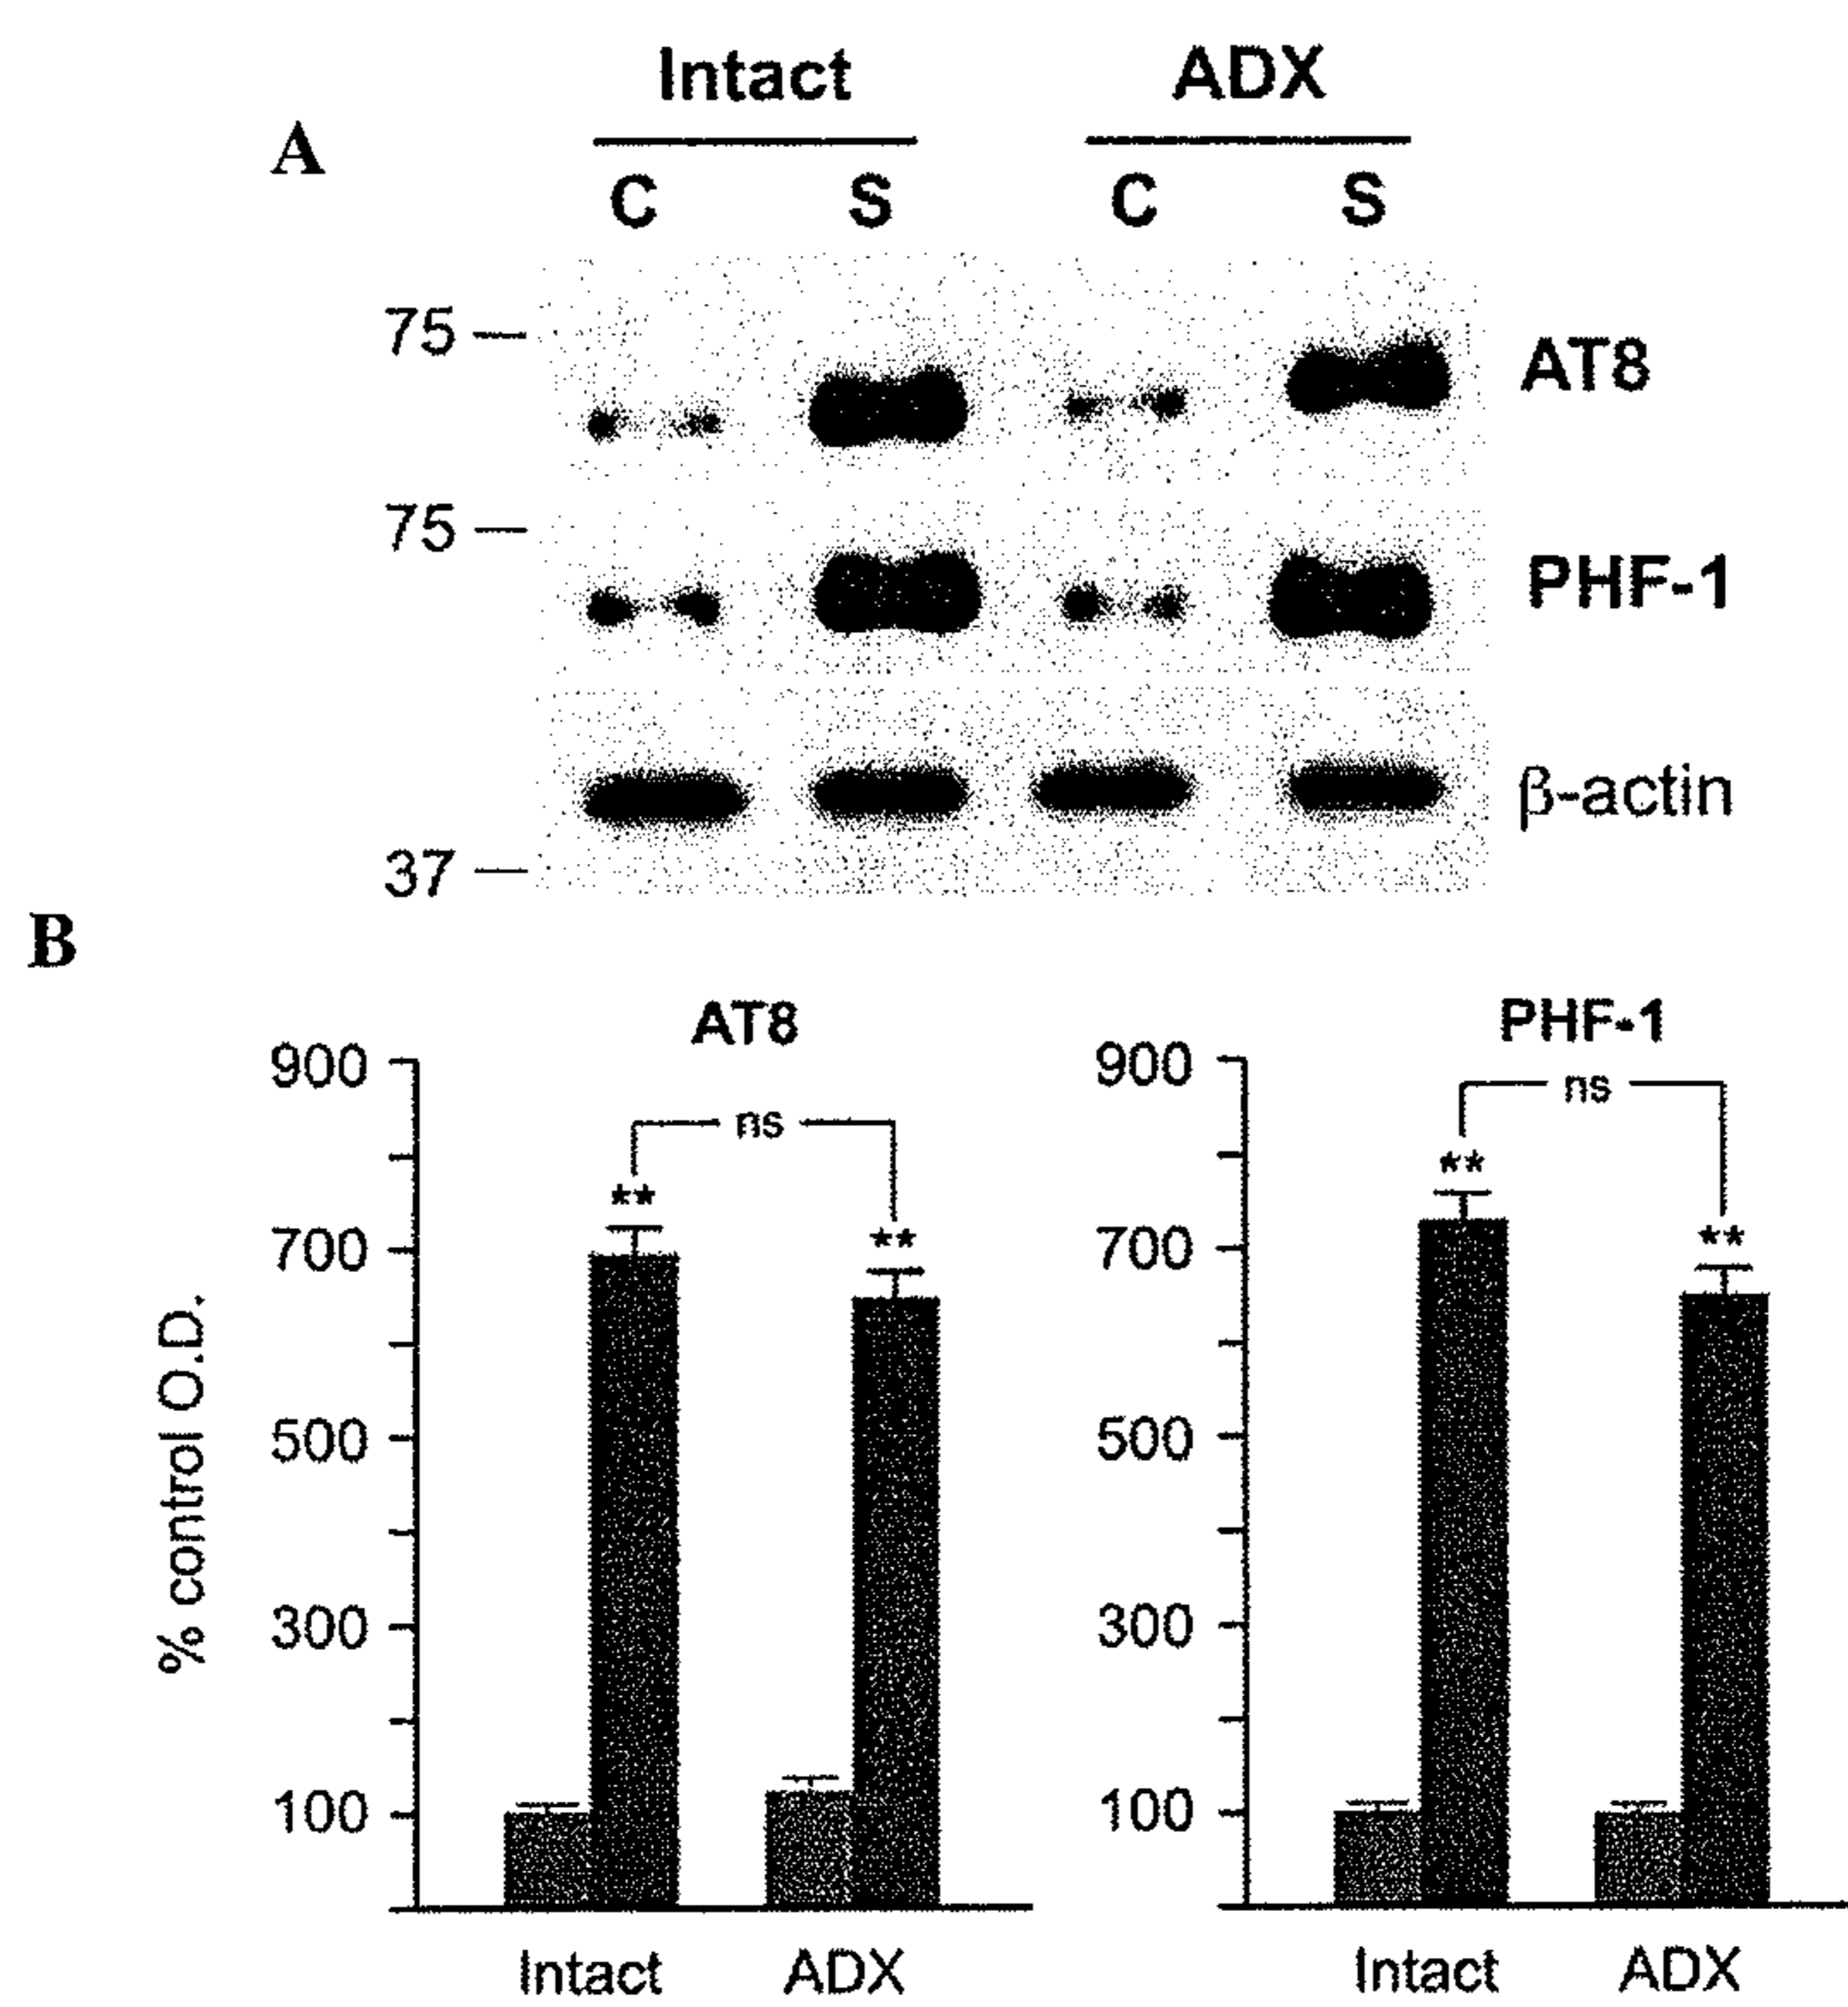 Intact ADX
A
C S C S
75
AT8
75
PHF-1
β-actin
37
B
AT8
PHF-1
900
ns
**
**
700
500
300
100
% control O.D.
Intact ADX
900
ns
**
**
700
500
300
100
Intact ADX